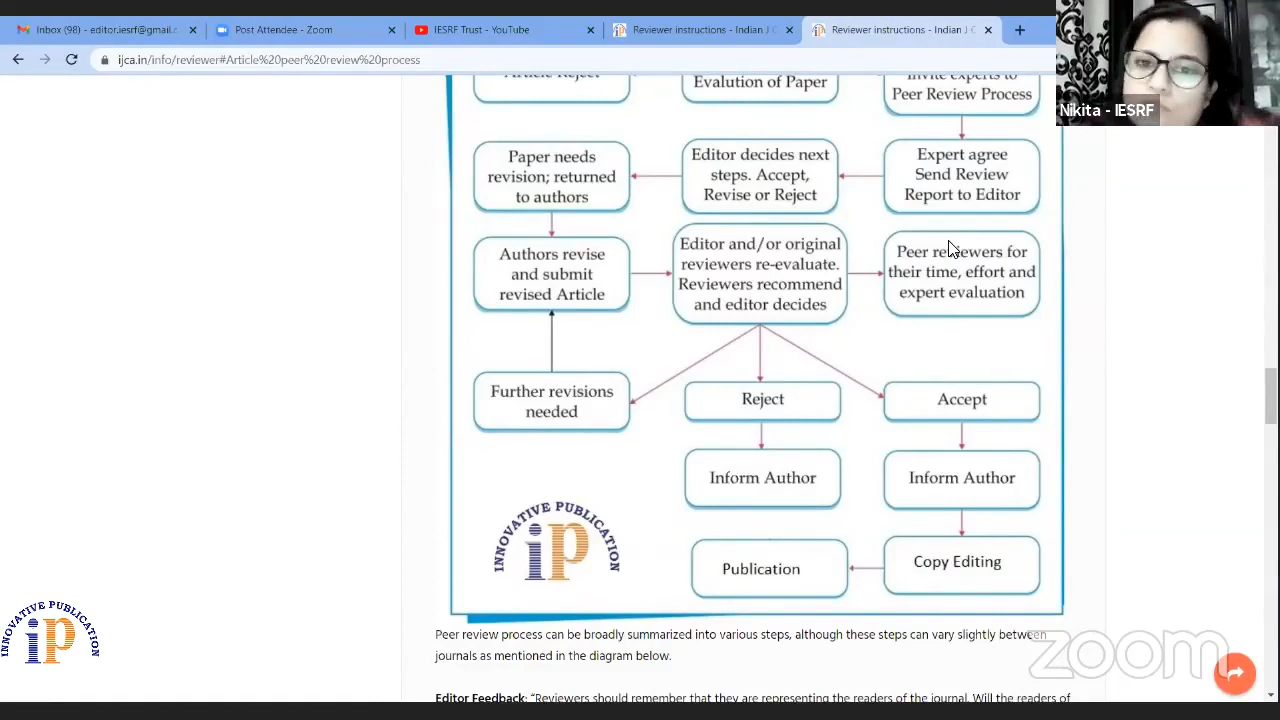 Inbox (98) - editor.iesrf@gmail.c
Post Attendee - Zoom
IESRF Trust - YouTube
Reviewer instructions - Indian J C
Reviewer instructions - Indian J C
ijca.in/info/reviewer#Article%20peer%20review%20process
Nikita - IESRF
Article Reject
Evalution of Paper
Invite experts to
Peer Review Process
Paper needs
revision; returned
to authors
Editor decides next
steps. Accept,
Revise or Reject
Expert agree
Send Review
Report to Editor
Authors revise
and submit
revised Article
Editor and/or original
reviewers re-evaluate.
Reviewers recommend
and editor decides
Peer reviewers for
their time, effort and
expert evaluation
Further revisions
needed
Reject
Accept
Inform Author
Inform Author
INNOVATIVE PUBLICATION
ip
Publication
Copy Editing
INNOVATIVE PUBLICATION
ip
Peer review process can be broadly summarized into various steps, although these steps can vary slightly between
journals as mentioned in the diagram below.
zoom
Editor Feedback: “Reviewers should remember that they are representing the readers of the journal. Will the readers of